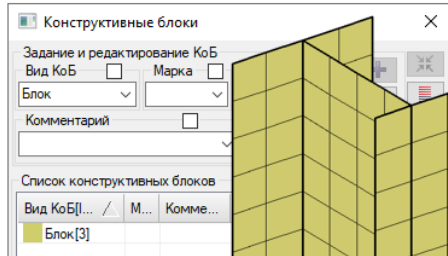 Конструктивные блоки
Задание и редактирование КоБ
Вид КоБ
Марка
Блок
Комментарий
Список конструктивных блоков
Вид КоБ[I... М... Комме...
Блок[3]